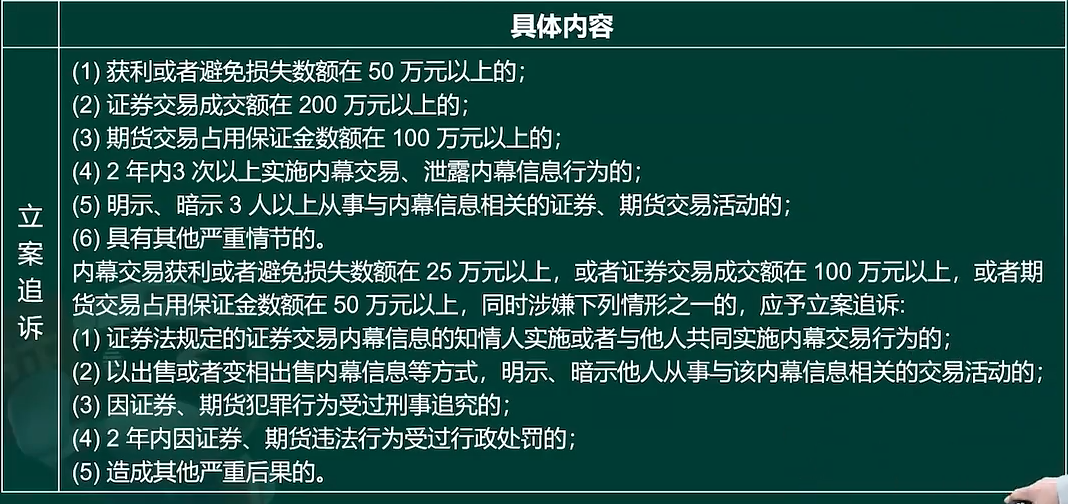 具体内容
立案追诉
(1) 获利或者避免损失数额在 50 万元以上的;
(2) 证券交易成交额在 200 万元以上的;
(3) 期货交易占用保证金数额在 100 万元以上的;
(4) 2 年内3 次以上实施内幕交易、泄露内幕信息行为的;
(5) 明示、暗示 3 人以上从事与内幕信息相关的证券、期货交易活动的;
(6) 具有其他严重情节的。
内幕交易获利或者避免损失数额在 25 万元以上，或者证券交易成交额在 100 万元以上，或者期
货交易占用保证金数额在 50 万元以上，同时涉嫌下列情形之一的，应予立案追诉:
(1) 证券法规定的证券交易内幕信息的知情人实施或者与他人共同实施内幕交易行为的;
(2) 以出售或者变相出售内幕信息等方式，明示、暗示他人从事与该内幕信息相关的交易活动的;
(3) 因证券、期货犯罪行为受过刑事追究的;
(4) 2 年内因证券、期货违法行为受过行政处罚的;
(5) 造成其他严重后果的。